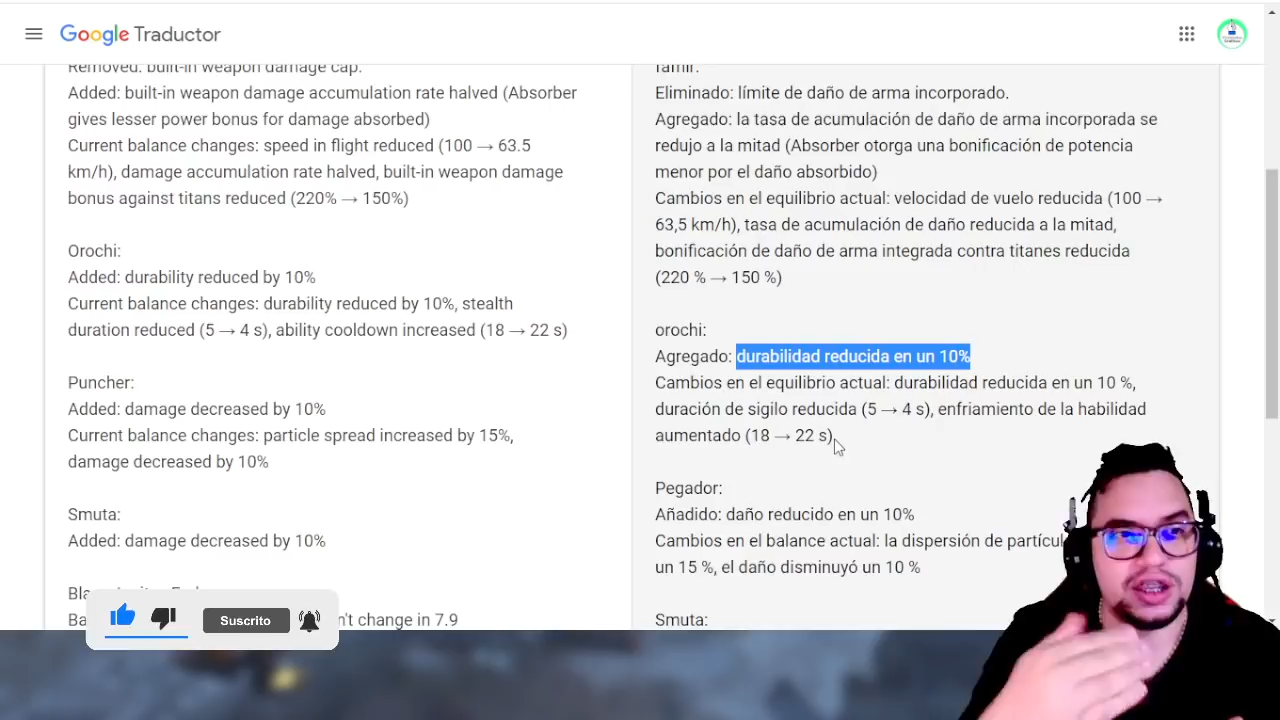 Google Traductor
Removed: built-in weapon damage cap.
Added: built-in weapon damage accumulation rate halved (Absorber
gives lesser power bonus for damage absorbed)
Current balance changes: speed in flight reduced (100 → 63.5
km/h), damage accumulation rate halved, built-in weapon damage
bonus against titans reduced (220% → 150%)
Orochi:
Added: durability reduced by 10%
Current balance changes: durability reduced by 10%, stealth
duration reduced (5 → 4 s), ability cooldown increased (18 → 22 s)
Puncher:
Added: damage decreased by 10%
Current balance changes: particle spread increased by 15%,
damage decreased by 10%
Smuta:
Added: damage decreased by 10%
n't change in 7.9
famir:
Eliminado: límite de daño de arma incorporado.
Agregado: la tasa de acumulación de daño de arma incorporada se
redujo a la mitad (Absorber otorga una bonificación de potencia
menor por el daño absorbido)
Cambios en el equilibrio actual: velocidad de vuelo reducida (100 →
63,5 km/h), tasa de acumulación de daño reducida a la mitad,
bonificación de daño de arma integrada contra titanes reducida
(220 % → 150 %)
orochi:
Agregado: durabilidad reducida en un 10%
Cambios en el equilibrio actual: durabilidad reducida en un 10 %,
duración de sigilo reducida (5 → 4 s), enfriamiento de la habilidad
aumentado (18 → 22 s)
Pegador:
Añadido: daño reducido en un 10%
Cambios en el balance actual: la dispersión de partícul
un 15 %, el daño disminuyó un 10 %
Smuta:
Suscrito